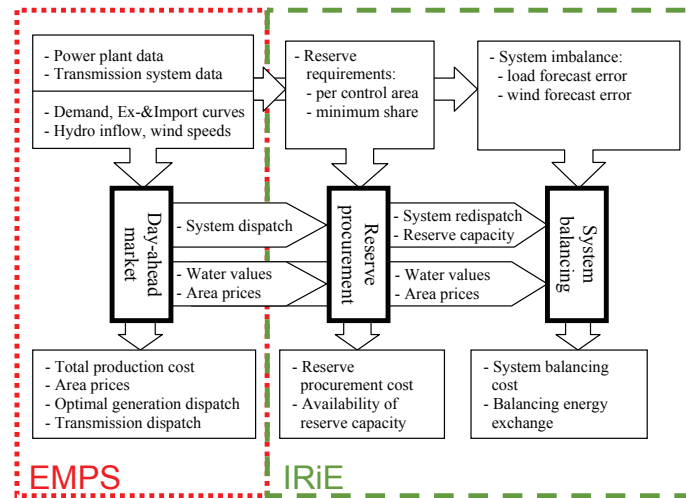 - Power plant data
- Transmission system data
- Demand, Ex-&Import curves
- Hydro inflow, wind speeds
- Reserve
requirements:
- per control area
- minimum share
- System imbalance:
- load forecast error
- wind forecast error
Day-ahead
market
- System dispatch
- Water values
- Area prices
Reserve
procurement
- System redispatch
- Reserve capacity
- Water values
- Area prices
System
balancing
- Total production cost
- Area prices
- Optimal generation dispatch
- Transmission dispatch
- Reserve
procurement cost
- Availability of
reserve capacity
- System balancing
cost
- Balancing energy
exchange
EMPS
IRiE